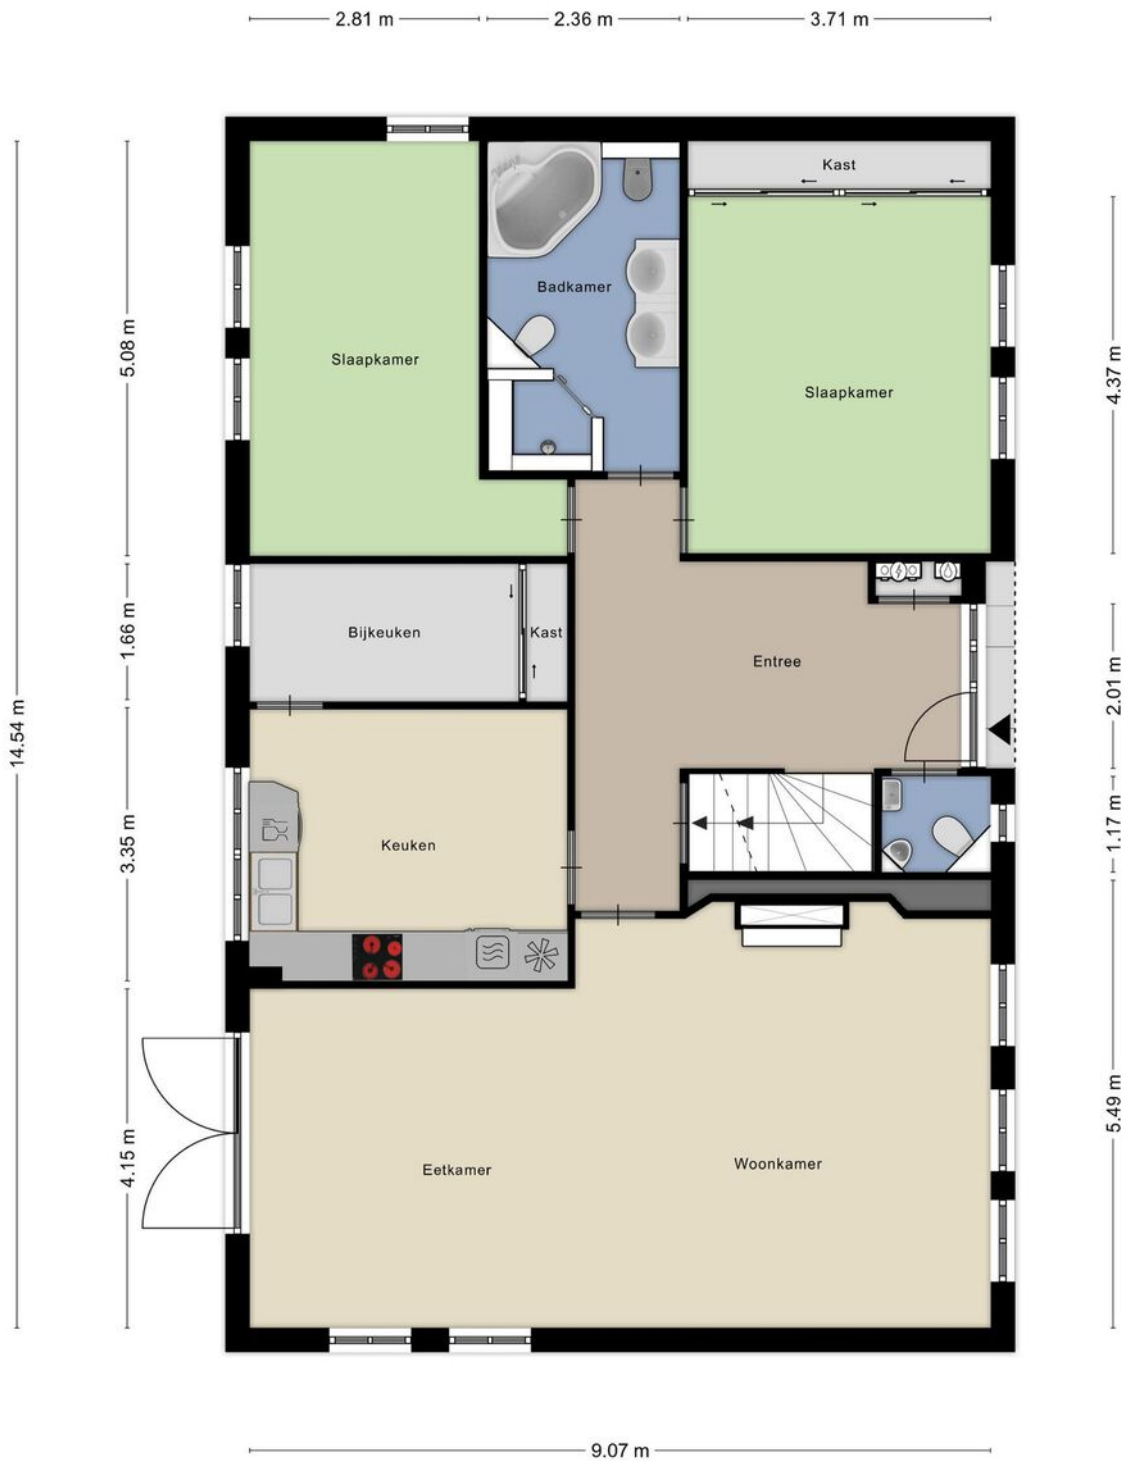 2.81 m
2.36 m
3.71 m
Kast
Badkamer
Slaapkamer
Slaapkamer
5.08 m
4.37 m
Bijkeuken
Kast
Entree
1.66 m
2.01 m
14.54 m
Keuken
3.35 m
1.17 m
Eetkamer
Woonkamer
4.15 m
5.49 m
9.07 m